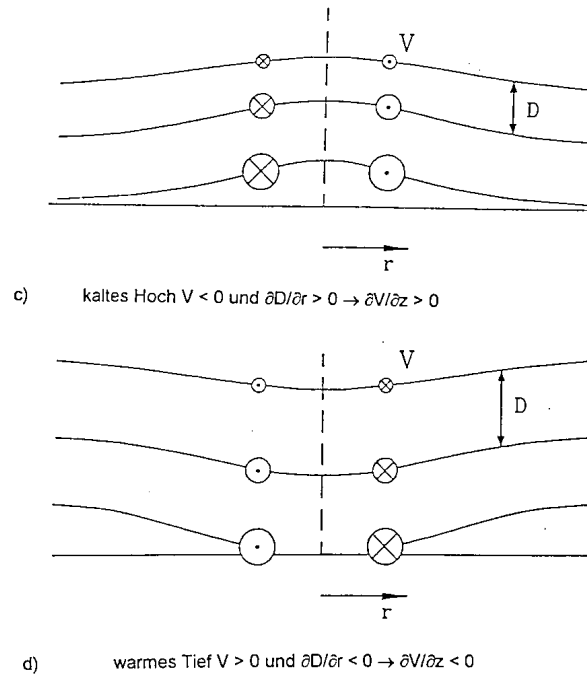 V
D
r
c) kaltes Hoch V < 0 und ∂D/∂r > 0 → ∂V/∂z > 0
V
D
r
d) warmes Tief V > 0 und ∂D/∂r < 0 → ∂V/∂z < 0